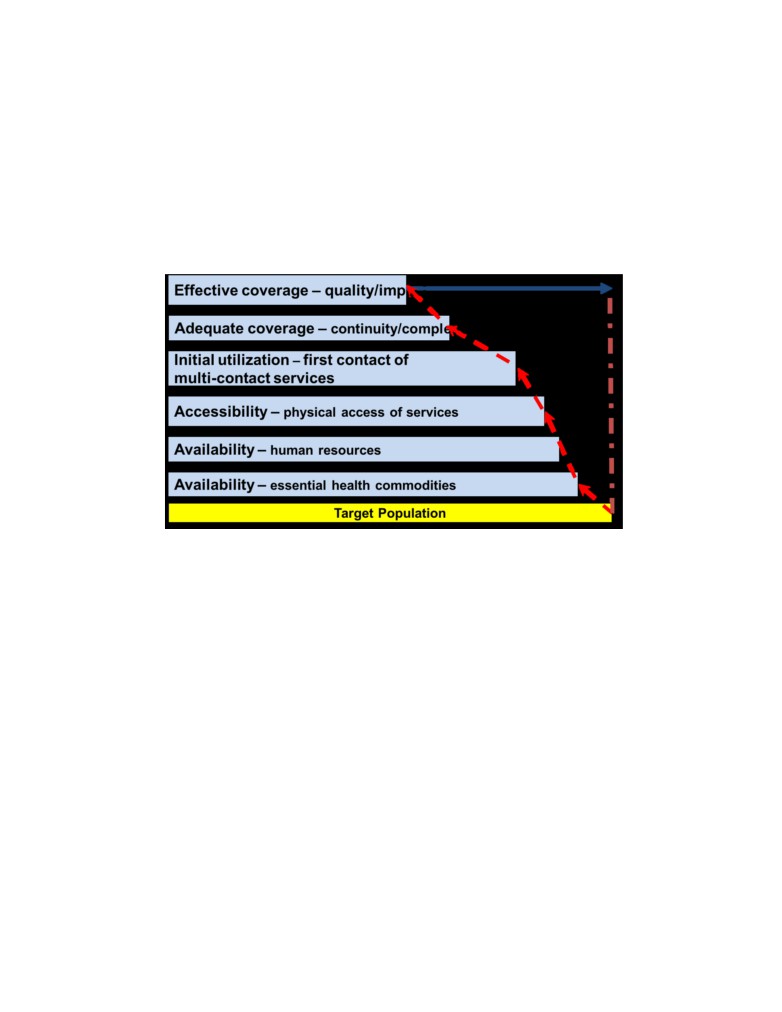 Effective coverage – quality/imp
Adequate coverage – continuity/comple
Initial utilization – first contact of
multi-contact services
Accessibility – physical access of services
Availability – human resources
Availability – essential health commodities
Target Population